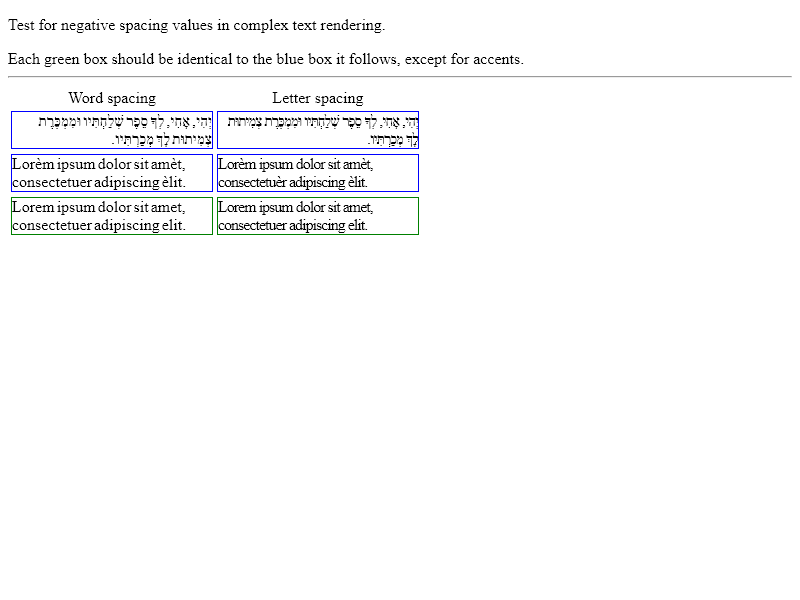 Test for negative spacing values in complex text rendering.
Each green box should be identical to the blue box it follows, except for accents.
Word spacing
Letter spacing
יְהִי, אָחִי, לְךָ סֵפֶר שְׁלַחְתִּיו וּמִמְכֶּרֶת
צְמִיתוּת לָךְ מְכַרְתִּיו.
יְהִי, אָחִי, לְךָ סֵפֶר שְׁלַחְתִּיו וּמִמְכֶּרֶת צְמִיתוּת
לָךְ מְכַרְתִּיו.
Lorèm ipsum dolor sit amèt,
consectetuer adipiscing èlit.
Lorèm ipsum dolor sit amèt,
consectetuèr adipiscing èlit.
Lorem ipsum dolor sit amet,
consectetuer adipiscing elit.
Lorem ipsum dolor sit amet,
consectetuer adipiscing elit.